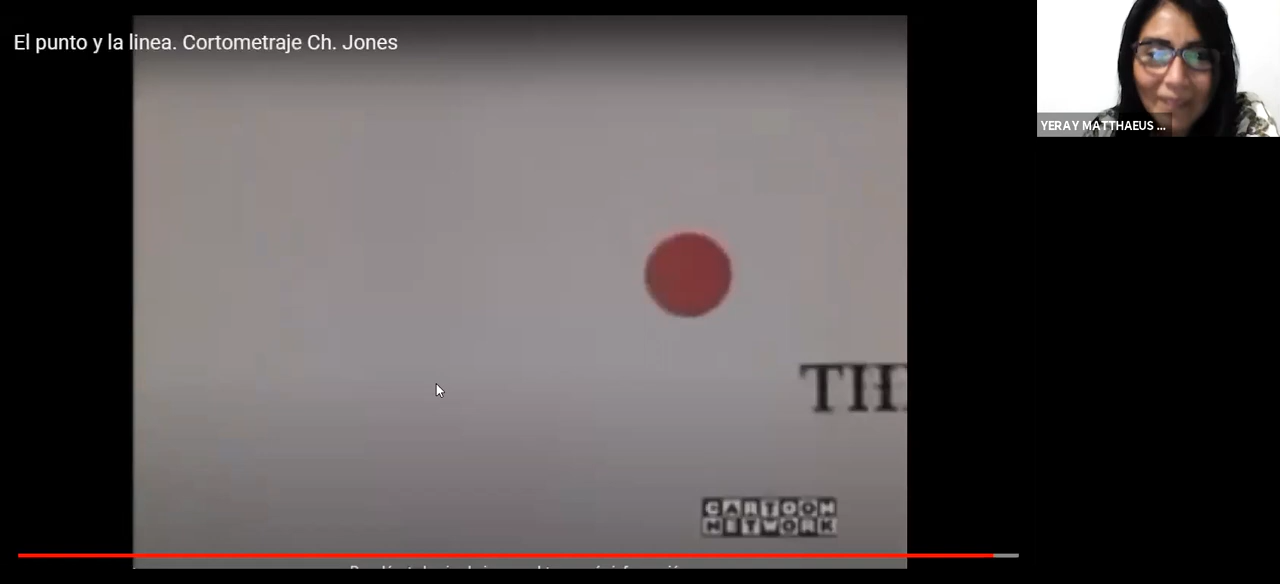 El punto y la linea. Cortometraje Ch. Jones
YERAY MATTHAEUS ...
TH
CARTOON
NETWORK